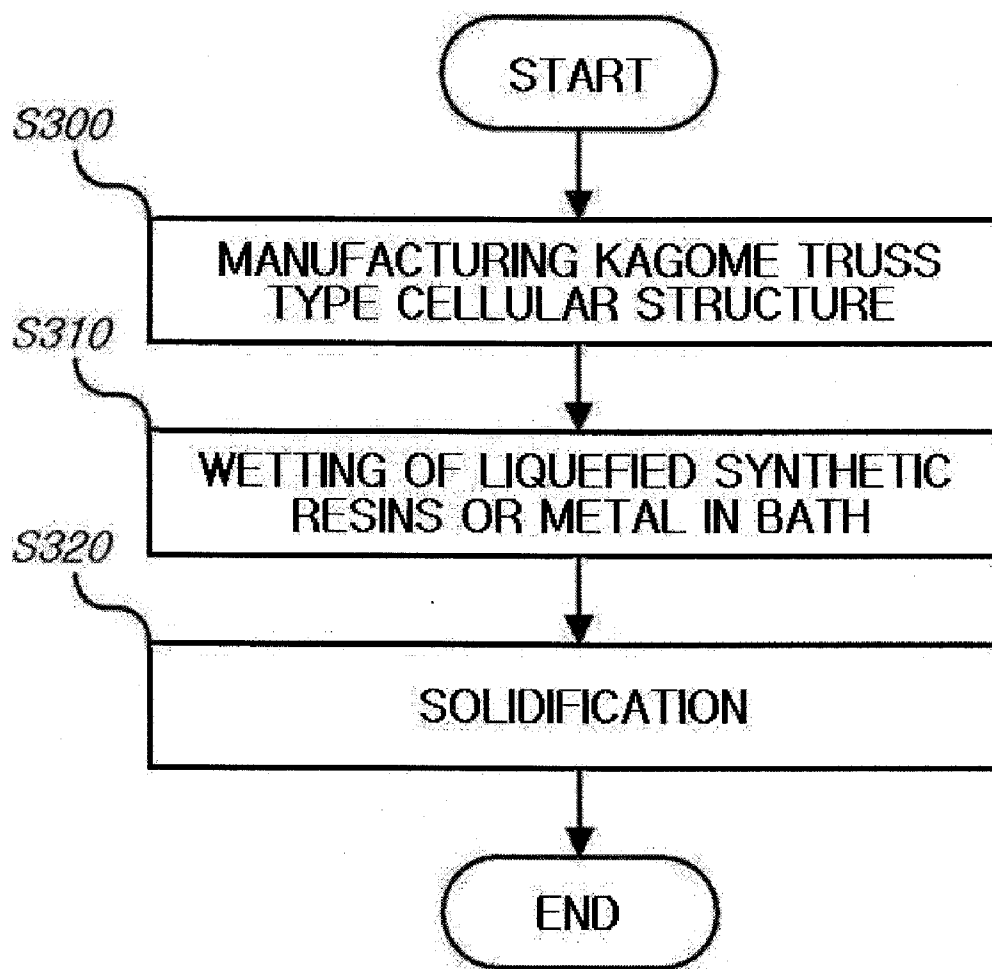 START
S300
MANUFACTURING KAGOME TRUSS
TYPE CELLULAR STRUCTURE
S310
WETTING OF LIQUEFIED SYNTHETIC
RESINS OR METAL IN BATH
S320
SOLIDIFICATION
END